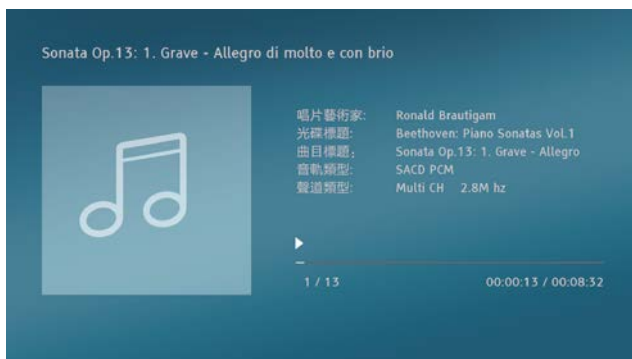 Sonata Op.13: 1. Grave - Allegro di molto e con brio
唱片藝術家: Ronald Brautigam
光碟標題: Beethoven: Piano Sonatas Vol.1
曲目標題: Sonata Op.13: 1. Grave - Allegro
音軌類型: SACD PCM
聲道類型: Multi CH 2.8M hz
1 / 13 00:00:13 / 00:08:32